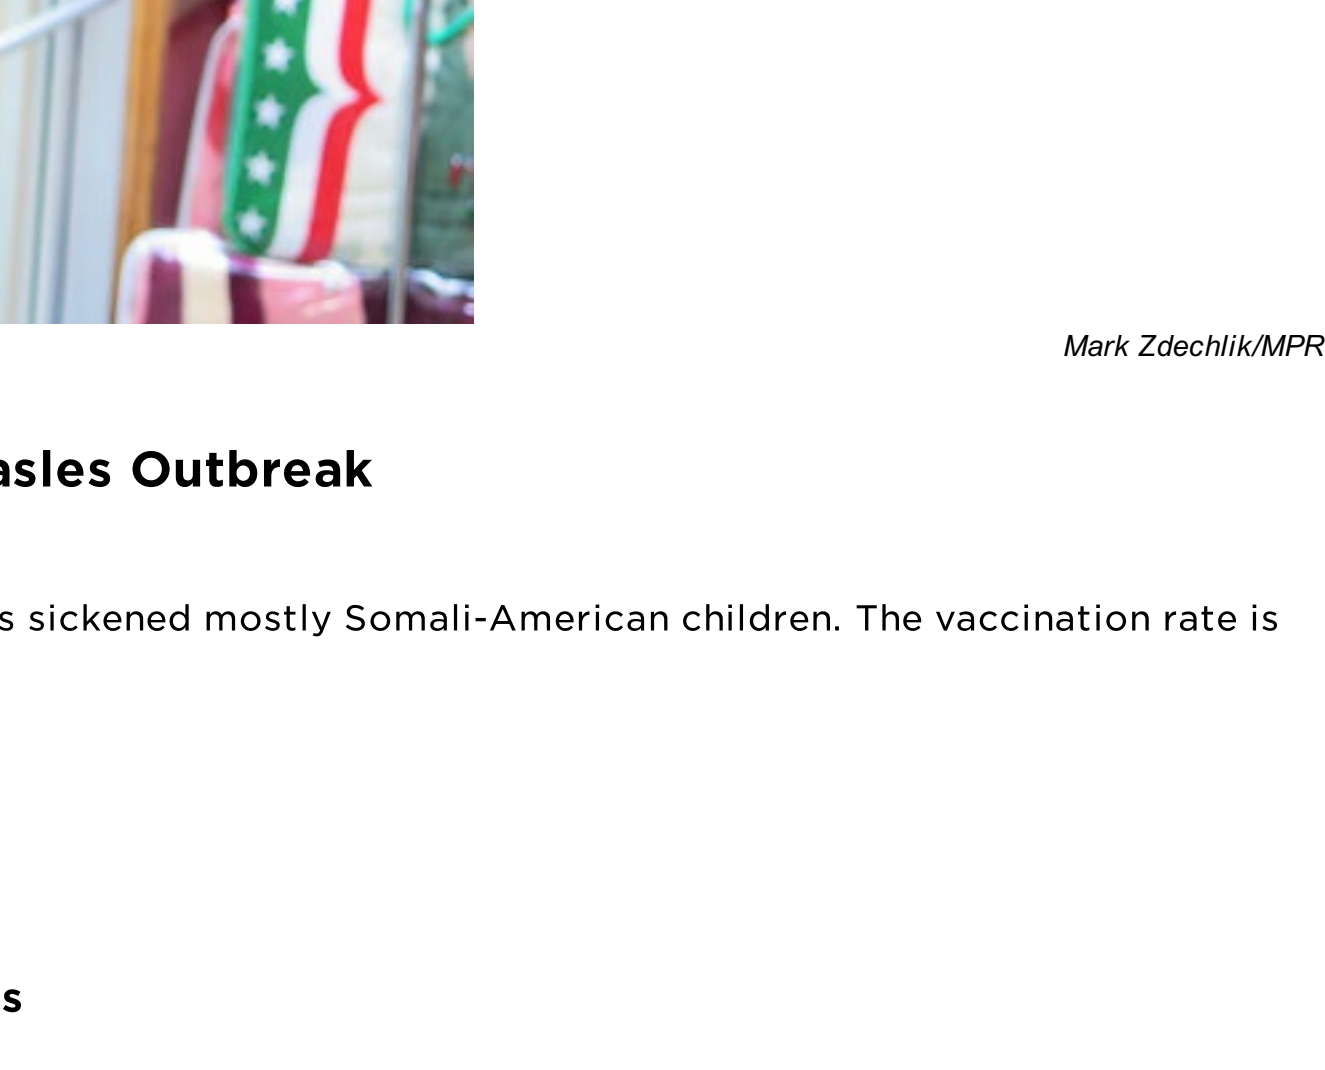 Mark Zdechlik/MPR
asles Outbreak
s sickened mostly Somali-American children. The vaccination rate is
s